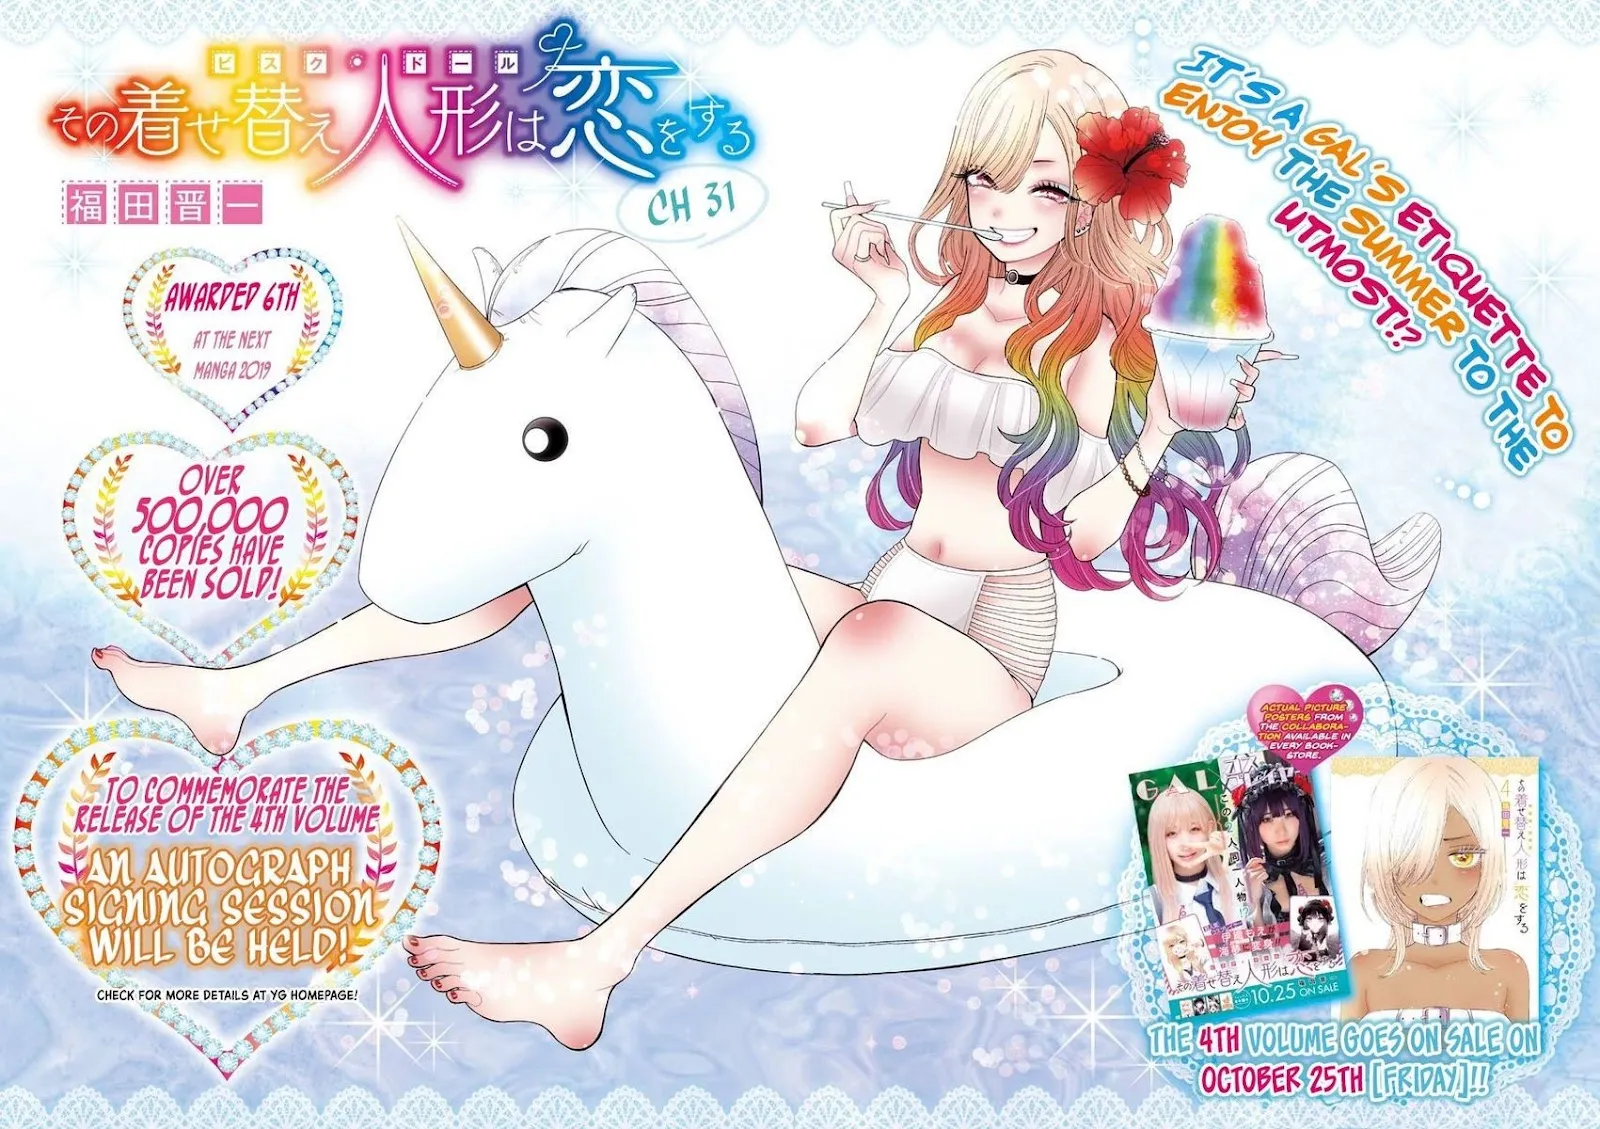 ビスク・ドール
その着せ替え人形は恋をする
福田晋一
CH 31
IT'S A GAL'S ETIQUETTE TO
ENJOY THE SUMMER TO THE
UTMOST!?
AWARDED 6TH
AT THE NEXT
MANGA 2019
OVER
500,000
COPIES HAVE
BEEN SOLD!
TO COMMEMORATE THE
RELEASE OF THE 4TH VOLUME
AN AUTOGRAPH
SIGNING SESSION
WILL BE HELD!
CHECK FOR MORE DETAILS AT YG HOMEPAGE!
ACTUAL PICTURE
POSTERS FROM
THE COLLABORA-
TION AVAILABLE IN
EVERY BOOK-
STORE.
GAL
その着せ替え人形は恋をする
10.25
ON SALE
4
その着せ替え人形は恋をする
福田晋一
THE 4TH VOLUME GOES ON SALE ON
OCTOBER 25TH [FRIDAY]!!